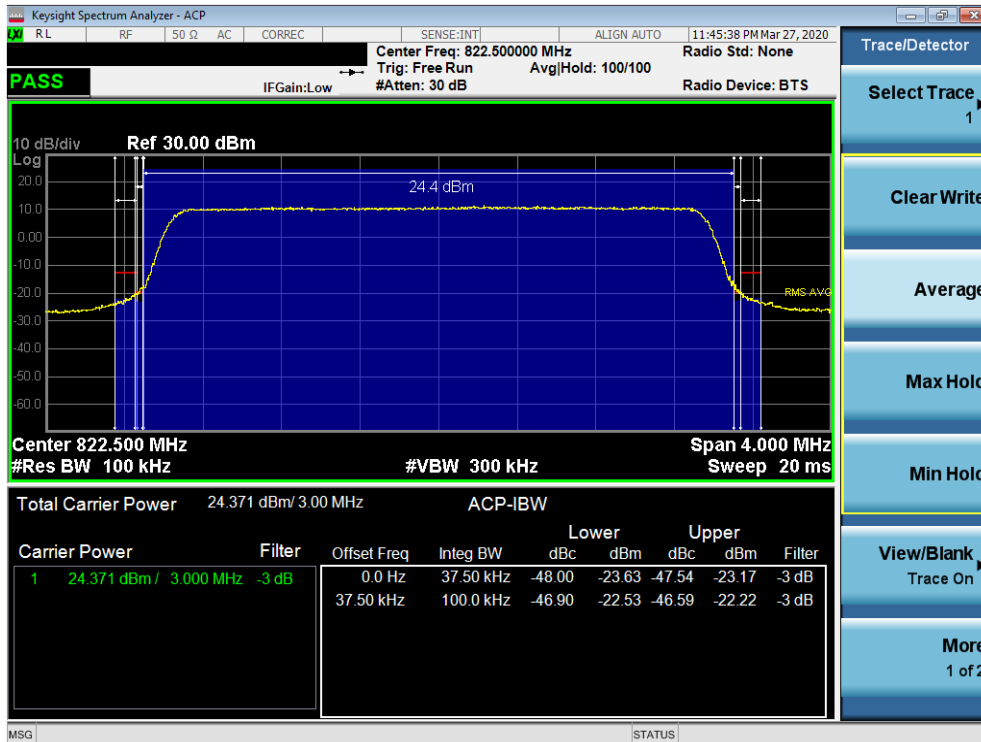 Keysight Spectrum Analyzer - ACP
LXI RL RF 50 Ω AC CORREC SENSE:INT ALIGN AUTO 11:45:38 PM Mar 27, 2020
Center Freq: 822.500000 MHz Radio Std: None
Trig: Free Run Avg|Hold: 100/100
PASS IFGain:Low #Atten: 30 dB Radio Device: BTS
10 dB/div Ref 30.00 dBm
Log
20.0
24.4 dBm
10.0
0.00
-10.0
-20.0
RMS AVG
-30.0
-40.0
-50.0
-60.0
Center 822.500 MHz Span 4.000 MHz
#Res BW 100 kHz #VBW 300 kHz Sweep 20 ms
Total Carrier Power 24.371 dBm/ 3.00 MHz ACP-IBW
Lower Upper
Carrier Power Filter Offset Freq Integ BW dBc dBm dBc dBm Filter
1 24.371 dBm / 3.000 MHz -3 dB 0.0 Hz 37.50 kHz -48.00 -23.63 -47.54 -23.17 -3 dB
37.50 kHz 100.0 kHz -46.90 -22.53 -46.59 -22.22 -3 dB
MSG STATUS
Trace/Detector
Select Trace
1
Clear Write
Average
Max Hold
Min Hold
View/Blank
Trace On
More
1 of 2